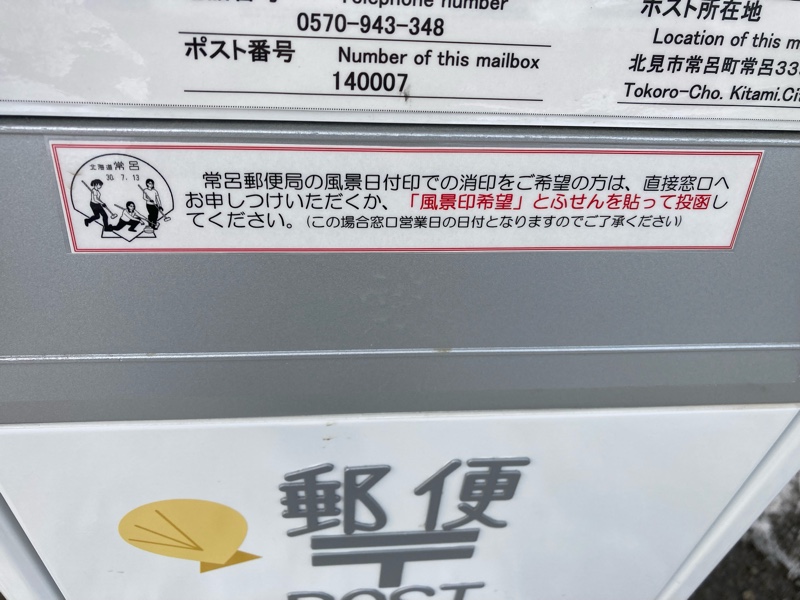 Telephone number
0570-943-348
ポスト番号 Number of this mailbox
140007
ポスト所在地
Location of this m
北見市常呂町常呂33
Tokoro-Cho. Kitami.Ci
北海道 常呂
30. 7. 13
常呂郵便局の風景日付印での消印をご希望の方は、直接窓口へ
お申しつけいただくか、「風景印希望」とふせんを貼って投函し
てください。(この場合窓口営業日の日付となりますのでご了承ください)
郵便
〒
POST